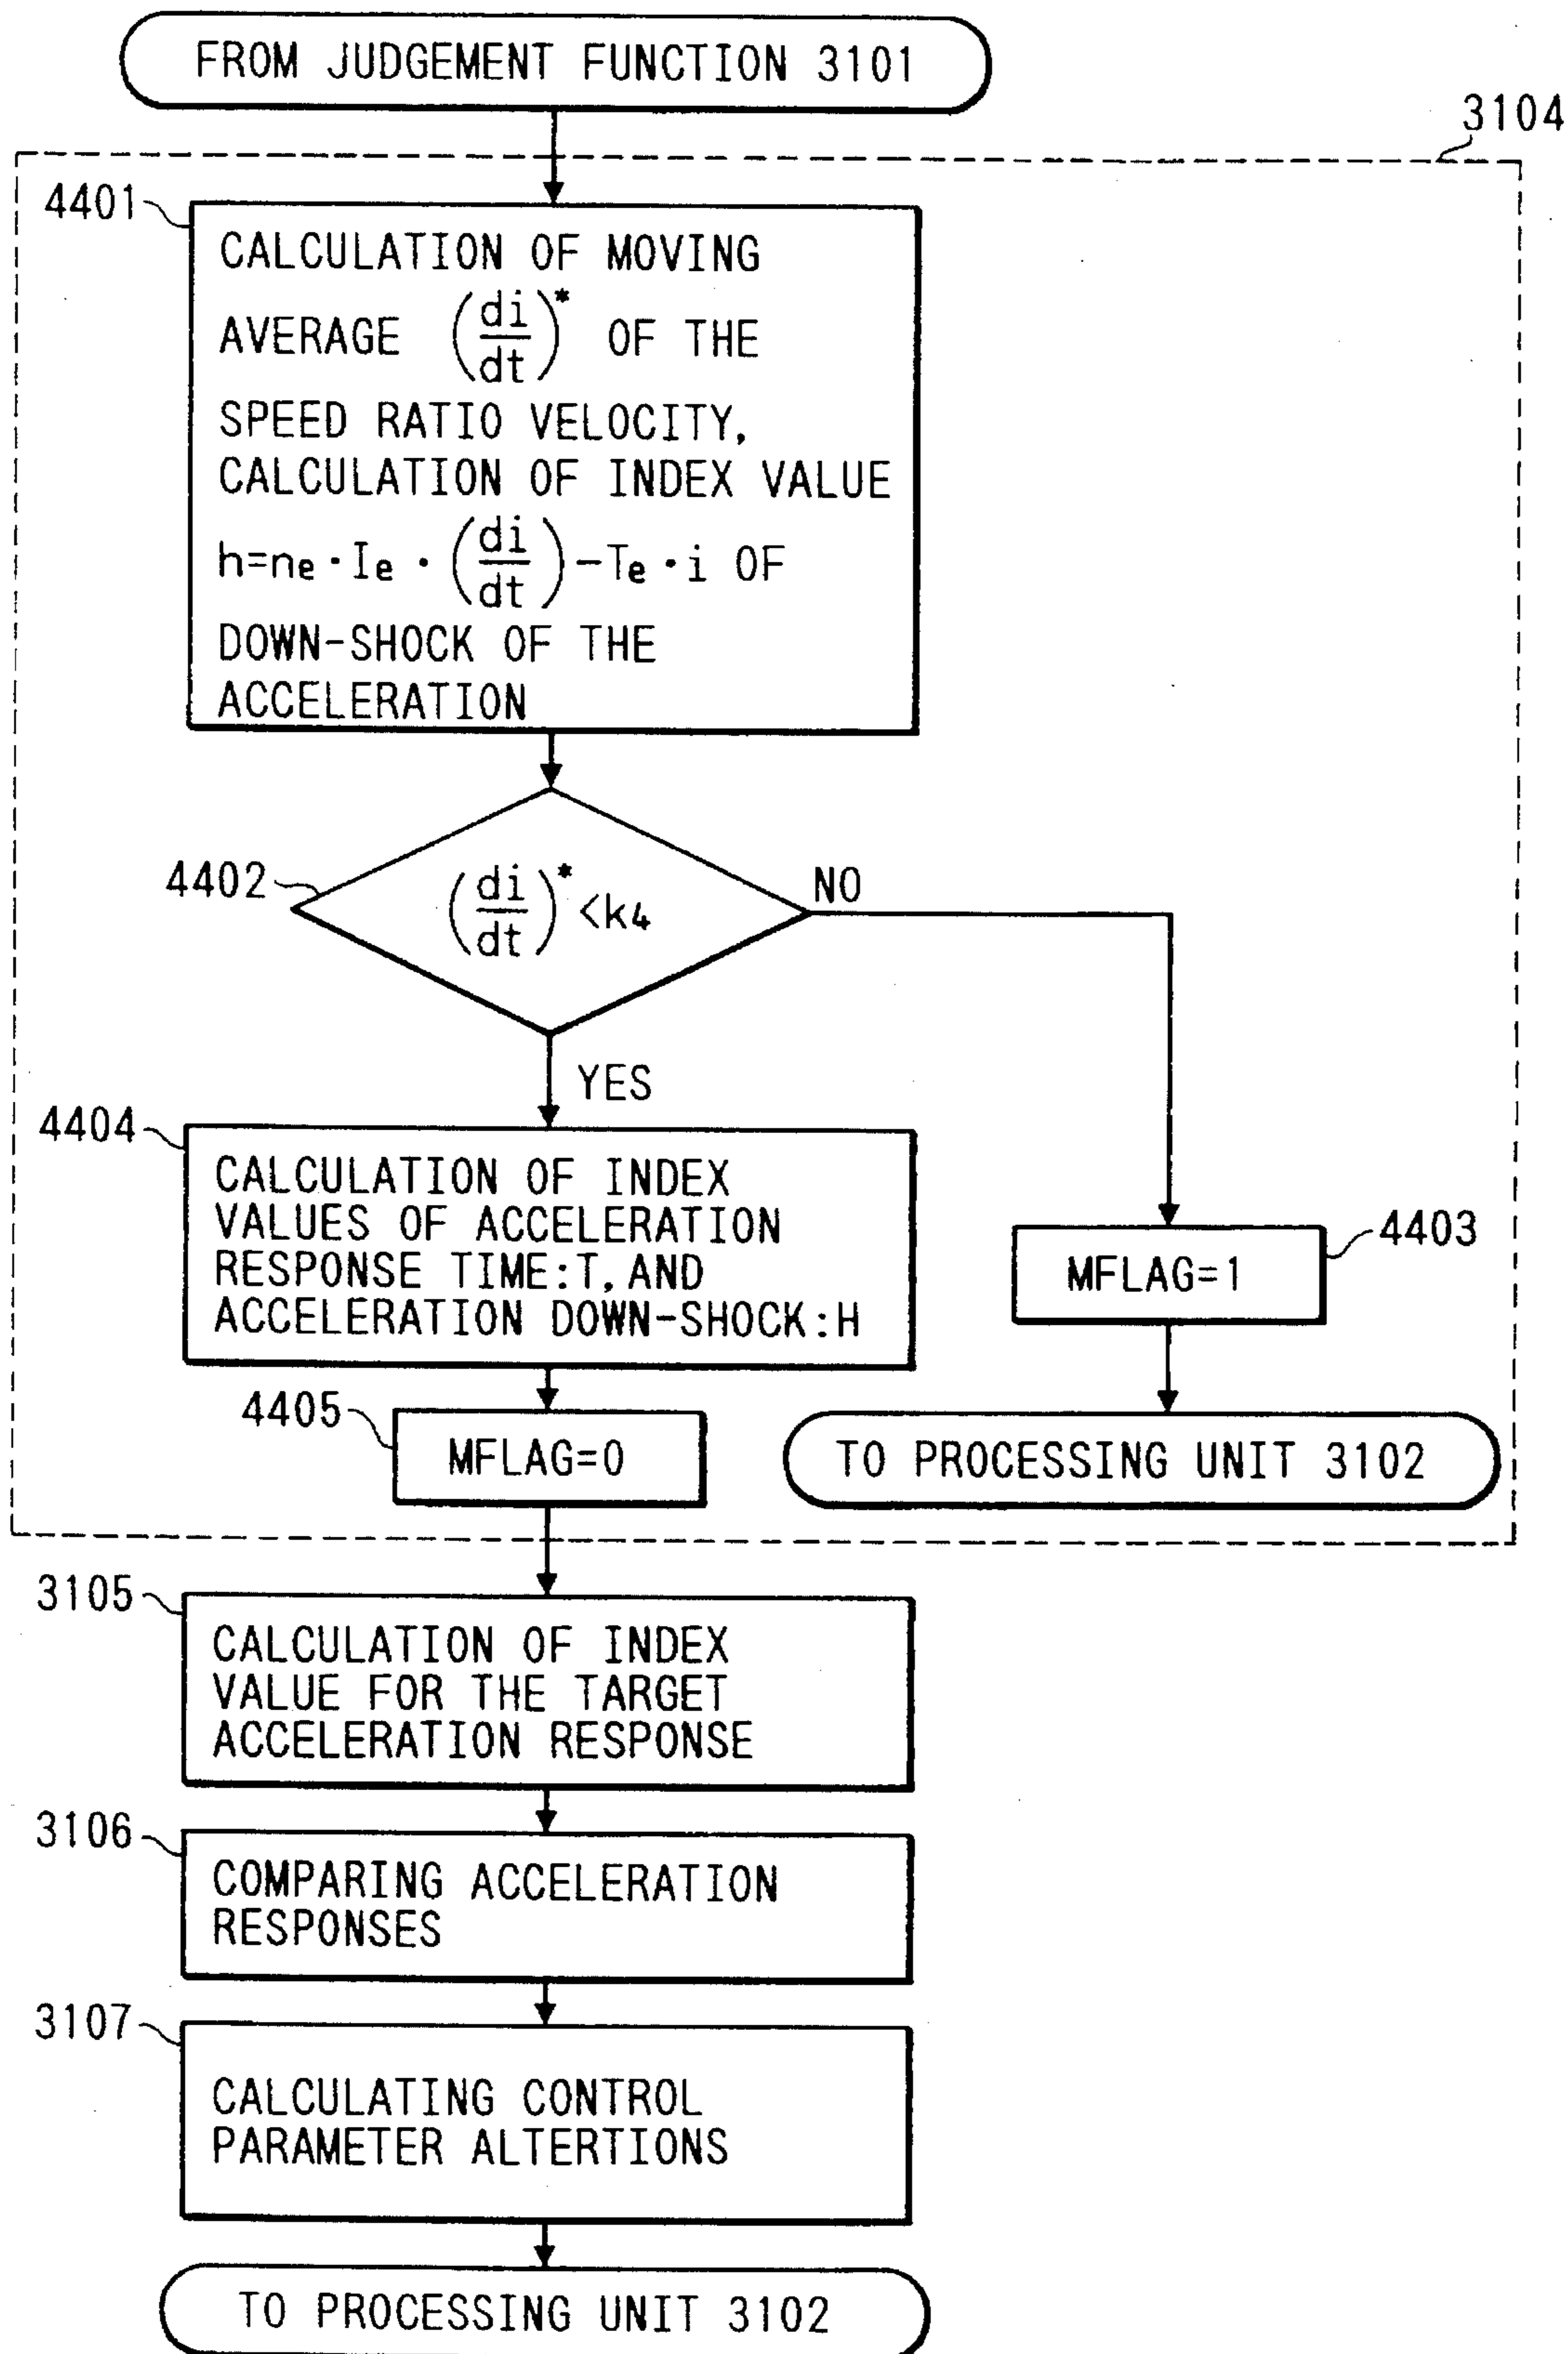 FROM JUDGEMENT FUNCTION 3101
3104
4401
CALCULATION OF MOVING
AVERAGE (di/dt)* OF THE
SPEED RATIO VELOCITY,
CALCULATION OF INDEX VALUE
h=ne·Ie·(di/dt)-Te·i OF
DOWN-SHOCK OF THE
ACCELERATION
4402
(di/dt)*<k4
NO
YES
4404
CALCULATION OF INDEX
VALUES OF ACCELERATION
RESPONSE TIME:T, AND
ACCELERATION DOWN-SHOCK:H
4403
MFLAG=1
4405
MFLAG=0
TO PROCESSING UNIT 3102
3105
CALCULATION OF INDEX
VALUE FOR THE TARGET
ACCELERATION RESPONSE
3106
COMPARING ACCELERATION
RESPONSES
3107
CALCULATING CONTROL
PARAMETER ALTERTIONS
TO PROCESSING UNIT 3102